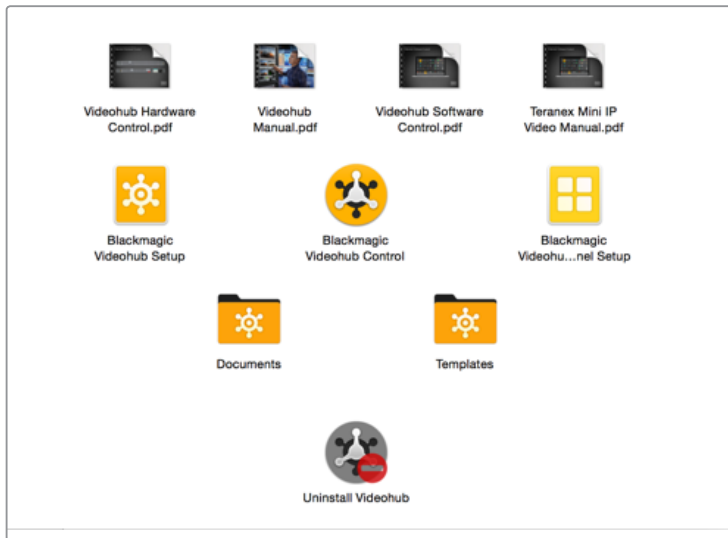 Videohub Hardware
Control.pdf
Videohub
Manual.pdf
Videohub Software
Control.pdf
Teranex Mini IP
Video Manual.pdf
Blackmagic
Videohub Setup
Blackmagic
Videohub Control
Blackmagic
Videohu...nel Setup
Documents
Templates
Uninstall Videohub